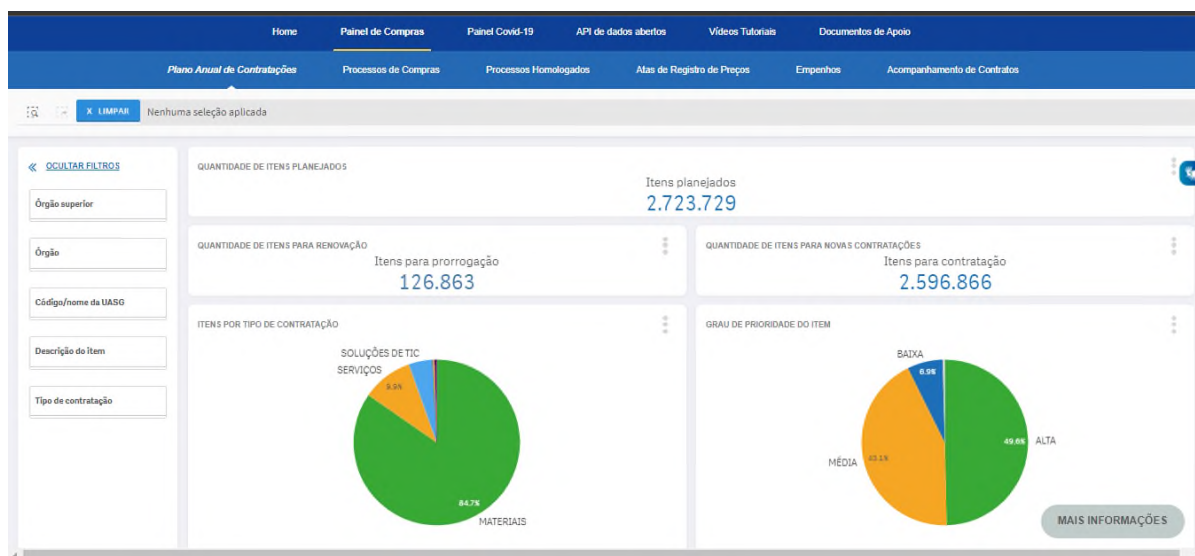 Home Painel de Compras Painel Covid-19 API de dados abertos Vídeos Tutoriais Documentos de Apoio
Plano Anual de Contratações Processos de Compras Processos Homologados Atas de Registro de Preços Empenhos Acompanhamento de Contratos
X LIMPAR Nenhuma seleção aplicada
OCULTAR FILTROS
Órgão superior
Órgão
Código/nome da UASG
Descrição do item
Tipo de contratação
QUANTIDADE DE ITENS PLANEJADOS
Itens planejados
2.723.729
QUANTIDADE DE ITENS PARA RENOVAÇÃO
Itens para prorrogação
126.863
QUANTIDADE DE ITENS PARA NOVAS CONTRATAÇÕES
Itens para contratação
2.596.866
ITENS POR TIPO DE CONTRATAÇÃO
SOLUÇÕES DE TIC
SERVIÇOS
9.9%
84.7%
MATERIAIS
GRAU DE PRIORIDADE DO ITEM
BAIXA
6.9%
49.6% ALTA
MÉDIA 43.1%
MAIS INFORMAÇÕES